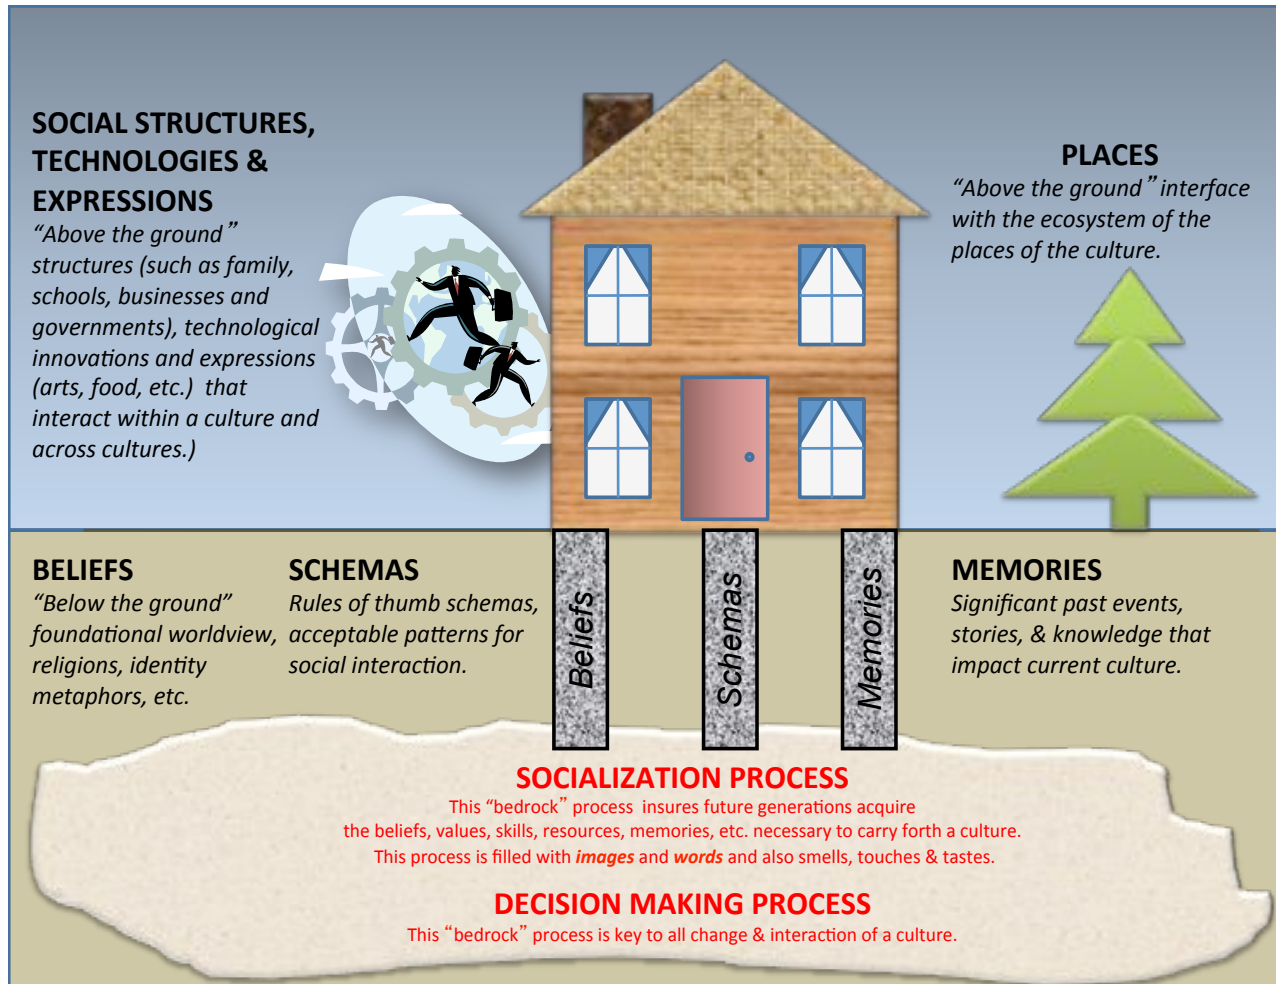 SOCIAL STRUCTURES,
TECHNOLOGIES &
EXPRESSIONS
“Above the ground”
structures (such as family,
schools, businesses and
governments), technological
innovations and expressions
(arts, food, etc.) that
interact within a culture and
across cultures.)
PLACES
“Above the ground” interface
with the ecosystem of the
places of the culture.
BELIEFS
“Below the ground”
foundational worldview,
religions, identity
metaphors, etc.
SCHEMAS
Rules of thumb schemas,
acceptable patterns for
social interaction.
Beliefs
Schemas
Memories
MEMORIES
Significant past events,
stories, & knowledge that
impact current culture.
SOCIALIZATION PROCESS
This “bedrock” process insures future generations acquire
the beliefs, values, skills, resources, memories, etc. necessary to carry forth a culture.
This process is filled with images and words and also smells, touches & tastes.
DECISION MAKING PROCESS
This “bedrock” process is key to all change & interaction of a culture.